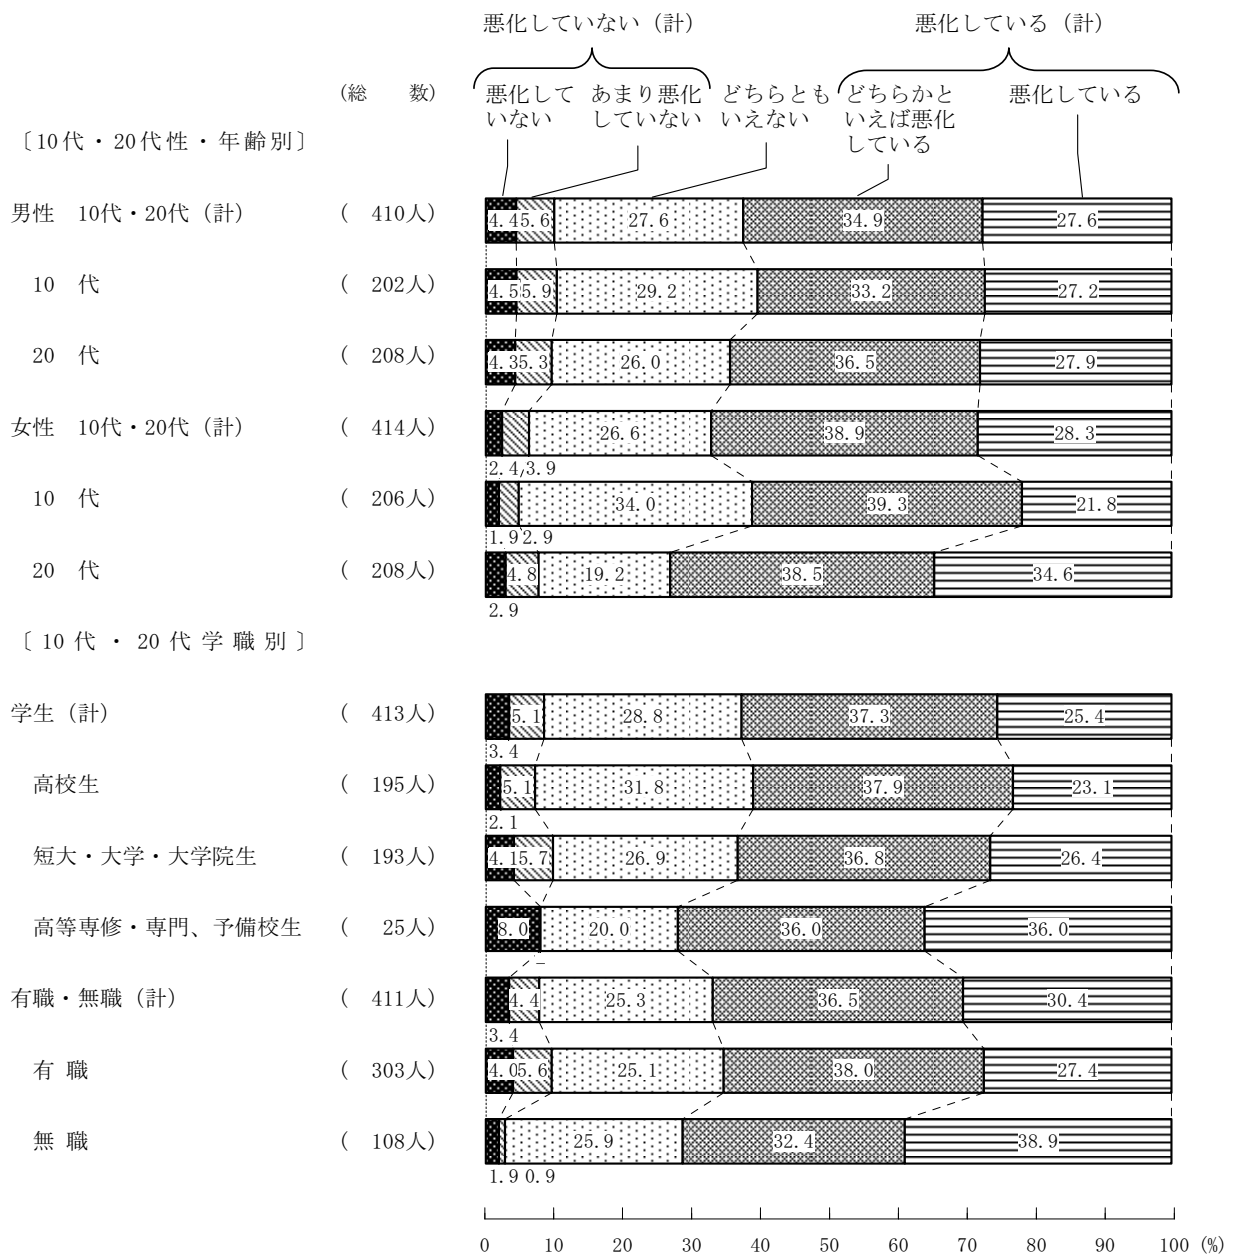 悪化していない（計）　悪化している（計）
（総　数）　悪化して　あまり悪化　どちらとも　どちらかと　悪化している
いない　していない　いえない　いえば悪化
している
〔10代・20代性・年齢別〕
男性　10代・20代（計）　（　410人）　4.4　5.6　27.6　34.9　27.6
10　代　（　202人）　4.5　5.9　29.2　33.2　27.2
20　代　（　208人）　4.3　5.3　26.0　36.5　27.9
女性　10代・20代（計）　（　414人）　26.6　38.9　28.3
2.4　3.9
10　代　（　206人）　34.0　39.3　21.8
1.9　2.9
20　代　（　208人）　4.8　19.2　38.5　34.6
2.9
〔10代・20代学職別〕
学生（計）　（　413人）　5.1　28.8　37.3　25.4
3.4
高校生　（　195人）　5.1　31.8　37.9　23.1
2.1
短大・大学・大学院生　（　193人）　4.1　5.7　26.9　36.8　26.4
高等専修・専門、予備校生　（　25人）　8.0　20.0　36.0　36.0
－
有職・無職（計）　（　411人）　4.4　25.3　36.5　30.4
3.4
有職　（　303人）　4.0　5.6　25.1　38.0　27.4
無職　（　108人）　25.9　32.4　38.9
1.9　0.9
0　10　20　30　40　50　60　70　80　90　100　(%)